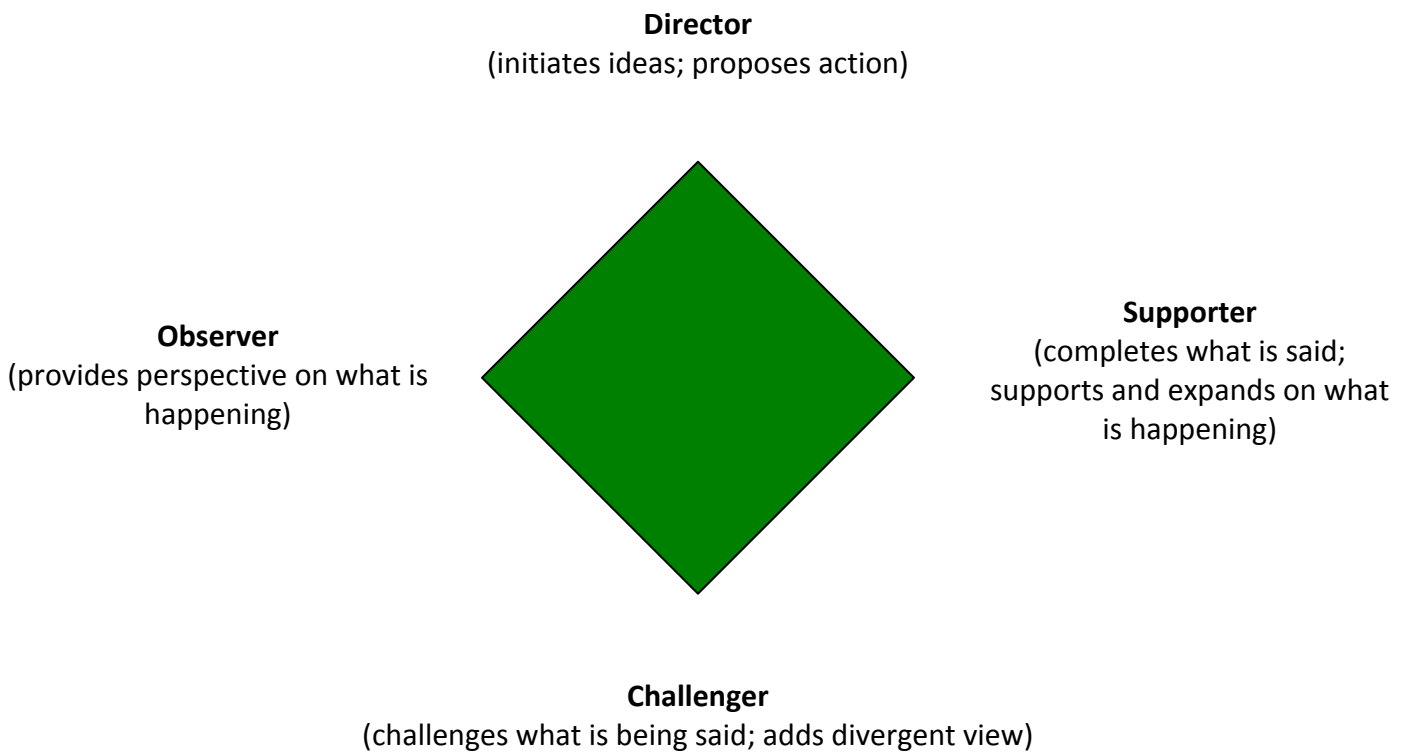 Director
(initiates ideas; proposes action)
Observer
(provides perspective on what is
happening)
Supporter
(completes what is said;
supports and expands on what
is happening)
Challenger
(challenges what is being said; adds divergent view)